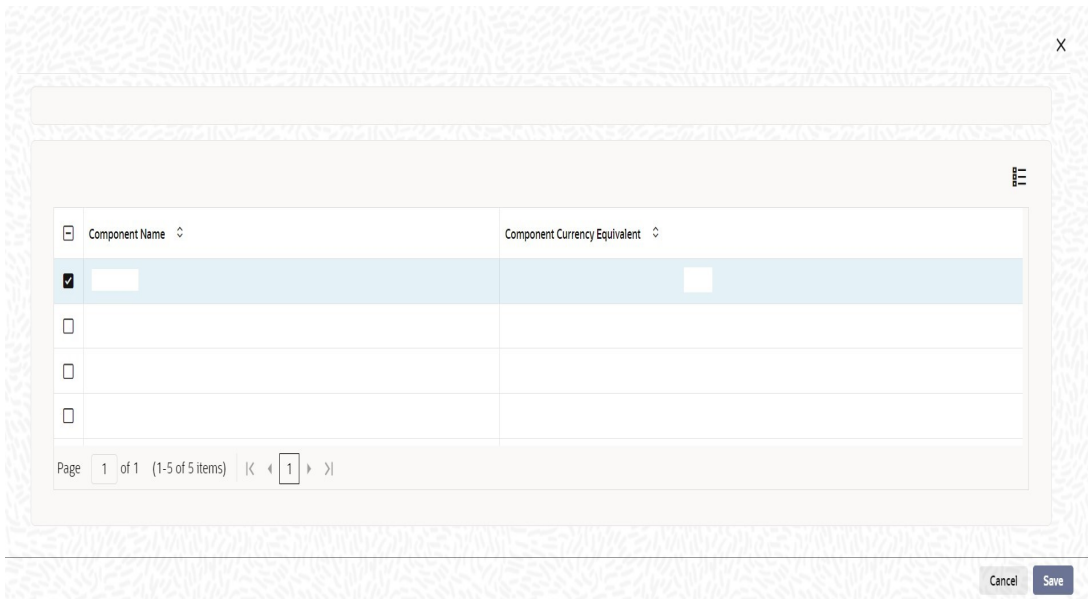 X
Component Name Component Currency Equivalent
Page 1 of 1 (1-5 of 5 items) 1
Cancel Save